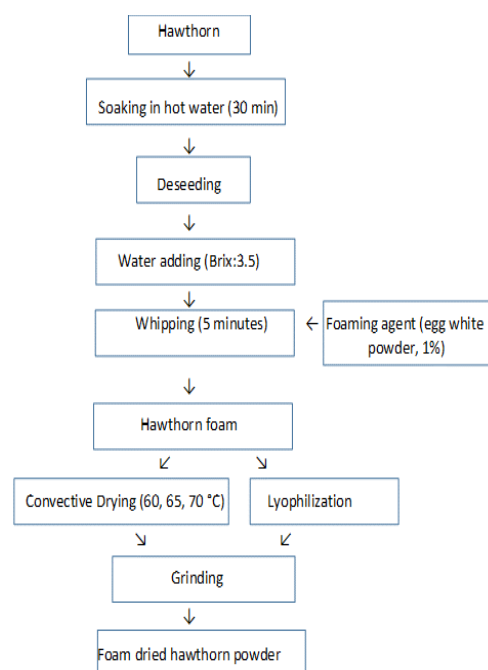 Hawthorn
Soaking in hot water (30 min)
Deseeding
Water adding (Brix:3.5)
Whipping (5 minutes)
Foaming agent (egg white
powder, 1%)
Hawthorn foam
Convective Drying (60, 65, 70 °C)
Lyophilization
Grinding
Foam dried hawthorn powder